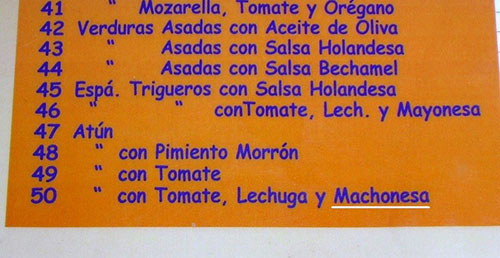 41 " Mozarella, Tomate y Orégano
42 Verduras Asadas con Aceite de Oliva
43 " Asadas con Salsa Holandesa
44 " Asadas con Salsa Bechamel
45 Espá. Trigueros con Salsa Holandesa
46 " " conTomate, Lech. y Mayonesa
47 Atún
48 " con Pimiento Morrón
49 " con Tomate
50 " con Tomate, Lechuga y Machonesa